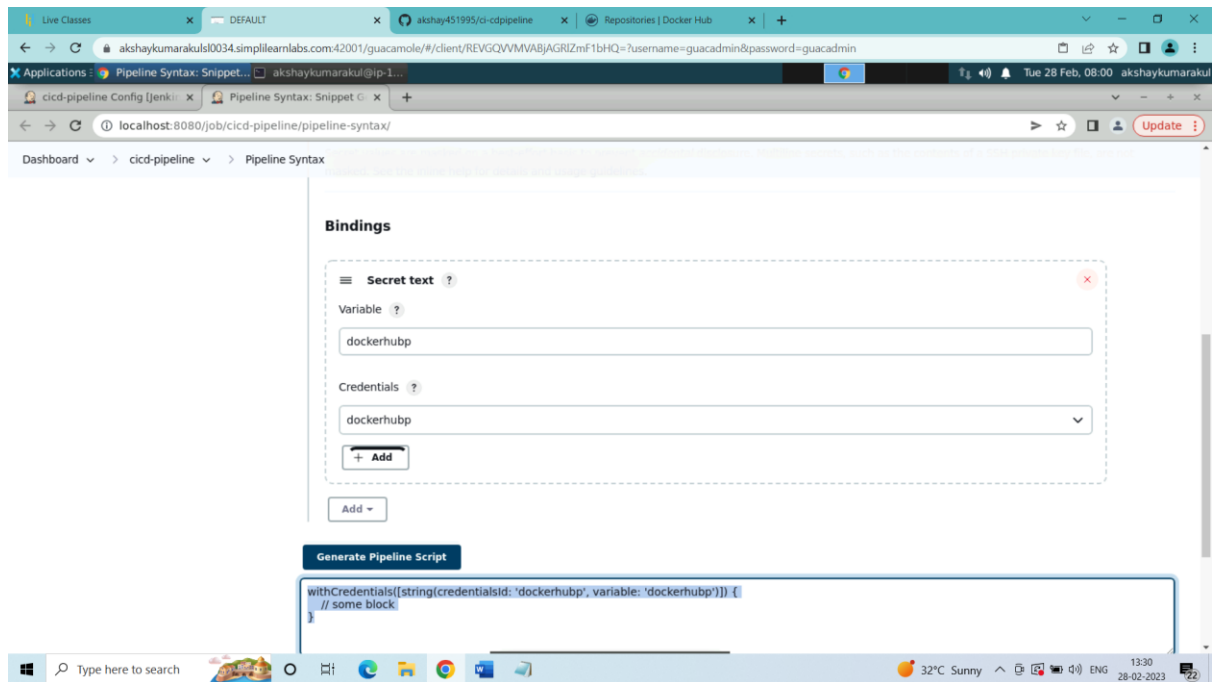 Live Classes
DEFAULT
akshay451995/ci-cdpipeline
Repositories | Docker Hub
akshaykumarakulsl0034.simplilearnlabs.com:42001/guacamole/#/client/REVGQVVMVABjAGRlZmF1bHQ=?username=guacadmin&password=guacadmin
Applications
Pipeline Syntax: Snippet...
akshaykumarakul@ip-1...
Tue 28 Feb, 08:00 akshaykumarakul
cicd-pipeline Config [Jenkin
Pipeline Syntax: Snippet G
localhost:8080/job/cicd-pipeline/pipeline-syntax/
Update
Dashboard > cicd-pipeline > Pipeline Syntax
Bindings
Secret text ?
Variable ?
dockerhubp
Credentials ?
dockerhubp
+ Add
Add
Generate Pipeline Script
withCredentials([string(credentialsId: 'dockerhubp', variable: 'dockerhubp')]) {
// some block
}
Type here to search
32°C Sunny
ENG
13:30
28-02-2023
22